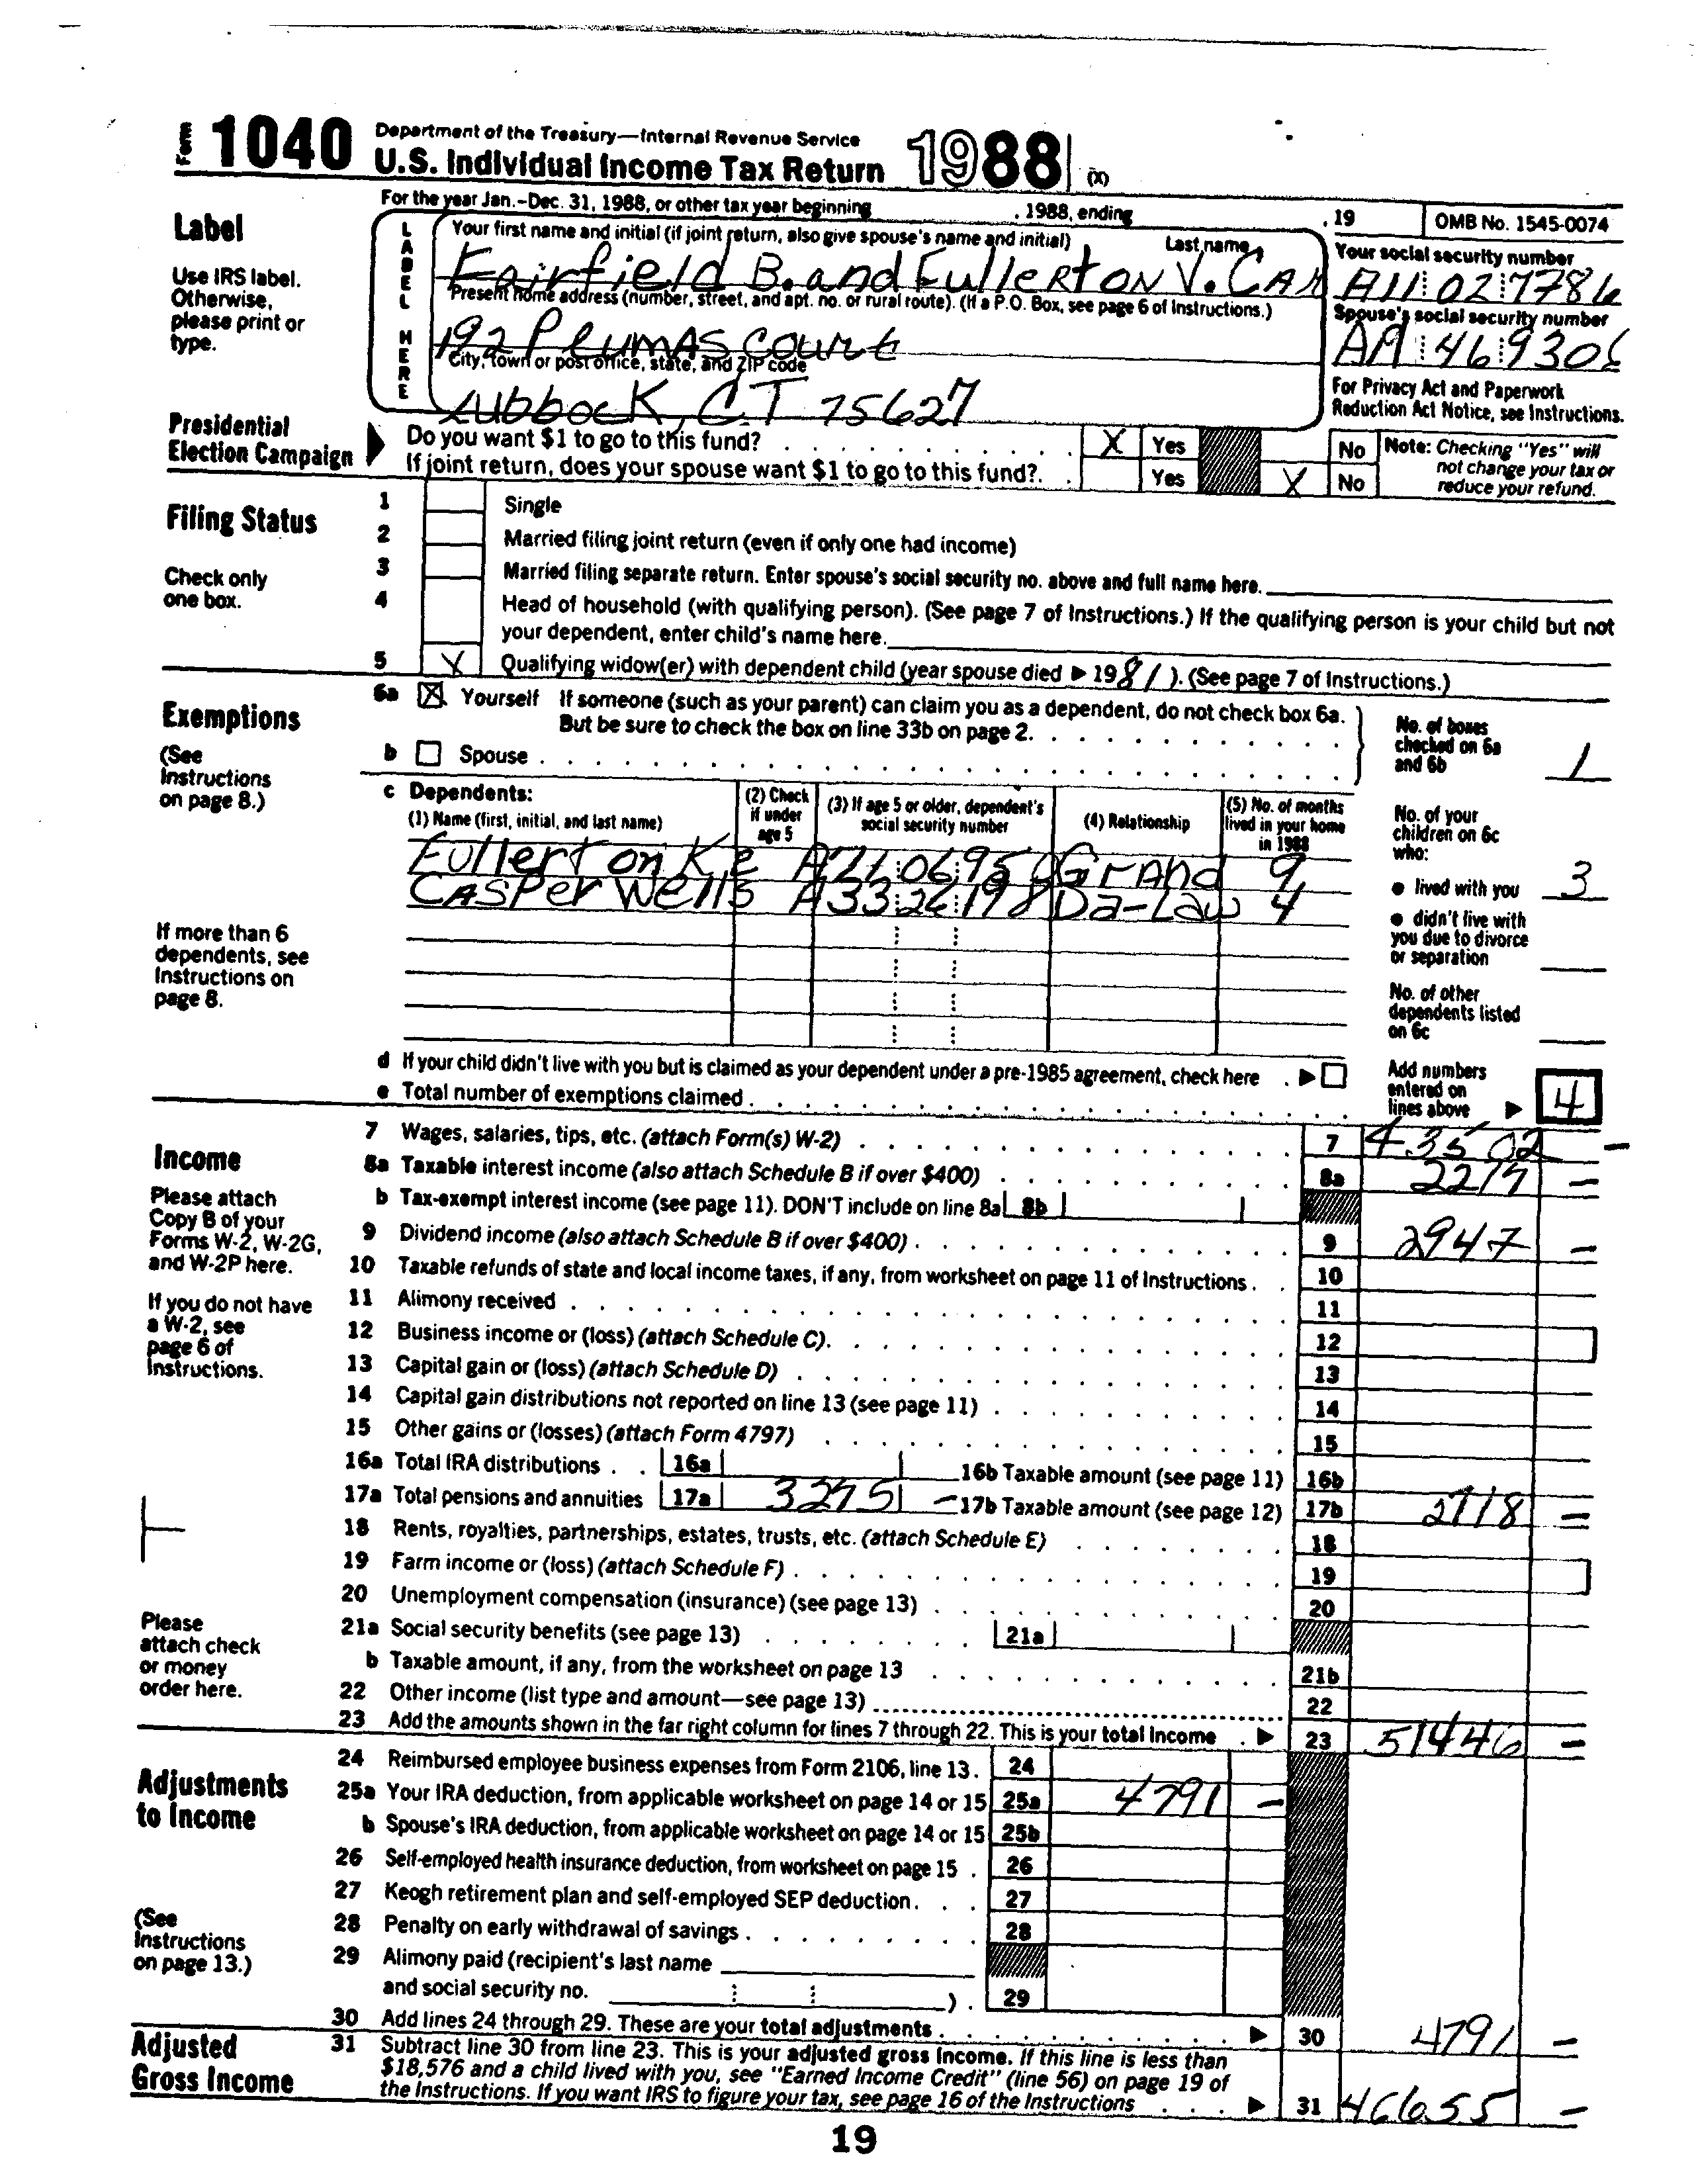 Form 1040 Department of the Treasury—Internal Revenue Service
U.S. Individual Income Tax Return 1988 (X)
For the year Jan.–Dec. 31, 1988, or other tax year beginning , 1988, ending , 19 OMB No. 1545-0074
Label
Use IRS label. Otherwise, please print or type.
LABEL HERE
Your first name and initial (if joint return, also give spouse's name and initial) Last name
Fairfield B. and Fullerton V.
Your social security number
A11 02 7786
Present home address (number, street, and apt. no. or rural route). (If a P.O. Box, see page 6 of Instructions.)
192 Plumas Court
Spouse's social security number
City, town or post office, state, and ZIP code
Lubbock, CT 75627
For Privacy Act and Paperwork Reduction Act Notice, see Instructions.
Presidential Election Campaign
Do you want $1 to go to this fund? X Yes No
If joint return, does your spouse want $1 to go to this fund? Yes X No
Note: Checking "Yes" will not change your tax or reduce your refund.
Filing Status
Check only one box.
1 Single
2 Married filing joint return (even if only one had income)
3 Married filing separate return. Enter spouse's social security no. above and full name here.
4 Head of household (with qualifying person). (See page 7 of Instructions.) If the qualifying person is your child but not
your dependent, enter child's name here.
5 X Qualifying widow(er) with dependent child (year spouse died ▶ 1981 ). (See page 7 of Instructions.)
Exemptions
(See Instructions on page 8.)
6a X Yourself If someone (such as your parent) can claim you as a dependent, do not check box 6a.
But be sure to check the box on line 33b on page 2.
b Spouse
No. of boxes checked on 6a and 6b 1
c Dependents:
(1) Name (first, initial, and last name) (2) Check if under age 5 (3) If age 5 or older, dependent's social security number (4) Relationship (5) No. of months lived in your home in 1988
Fullerton Grand 9
Casper Wells A33 26 198 Da-Law 4
No. of your children on 6c who:
● lived with you 3
● didn't live with you due to divorce or separation
No. of other dependents listed on 6c
If more than 6 dependents, see Instructions on page 8.
d If your child didn't live with you but is claimed as your dependent under a pre-1985 agreement, check here ▶
e Total number of exemptions claimed
Add numbers entered on lines above ▶ 4
Income
Please attach Copy B of your Forms W-2, W-2G, and W-2P here.
If you do not have a W-2, see page 6 of Instructions.
Please attach check or money order here.
7 Wages, salaries, tips, etc. (attach Form(s) W-2) 7 43502 —
8a Taxable interest income (also attach Schedule B if over $400) 8a 2279 —
b Tax-exempt interest income (see page 11). DON'T include on line 8a 8b
9 Dividend income (also attach Schedule B if over $400) 9 2947 —
10 Taxable refunds of state and local income taxes, if any, from worksheet on page 11 of Instructions 10
11 Alimony received 11
12 Business income or (loss) (attach Schedule C) 12
13 Capital gain or (loss) (attach Schedule D) 13
14 Capital gain distributions not reported on line 13 (see page 11) 14
15 Other gains or (losses) (attach Form 4797) 15
16a Total IRA distributions 16a 16b Taxable amount (see page 11) 16b
17a Total pensions and annuities 17a 3275 — 17b Taxable amount (see page 12) 17b 2718 —
18 Rents, royalties, partnerships, estates, trusts, etc. (attach Schedule E) 18
19 Farm income or (loss) (attach Schedule F) 19
20 Unemployment compensation (insurance) (see page 13) 20
21a Social security benefits (see page 13) 21a
b Taxable amount, if any, from the worksheet on page 13 21b
22 Other income (list type and amount—see page 13) 22
23 Add the amounts shown in the far right column for lines 7 through 22. This is your total income ▶ 23 51446 —
Adjustments to Income
(See Instructions on page 13.)
24 Reimbursed employee business expenses from Form 2106, line 13 24
25a Your IRA deduction, from applicable worksheet on page 14 or 15 25a 4791 —
b Spouse's IRA deduction, from applicable worksheet on page 14 or 15 25b
26 Self-employed health insurance deduction, from worksheet on page 15 26
27 Keogh retirement plan and self-employed SEP deduction 27
28 Penalty on early withdrawal of savings 28
29 Alimony paid (recipient's last name
and social security no. ) 29
30 Add lines 24 through 29. These are your total adjustments ▶ 30 4791 —
Adjusted Gross Income
31 Subtract line 30 from line 23. This is your adjusted gross income. If this line is less than
$18,576 and a child lived with you, see "Earned Income Credit" (line 56) on page 19 of
the Instructions. If you want IRS to figure your tax, see page 16 of the Instructions ▶ 31 46655 —
19